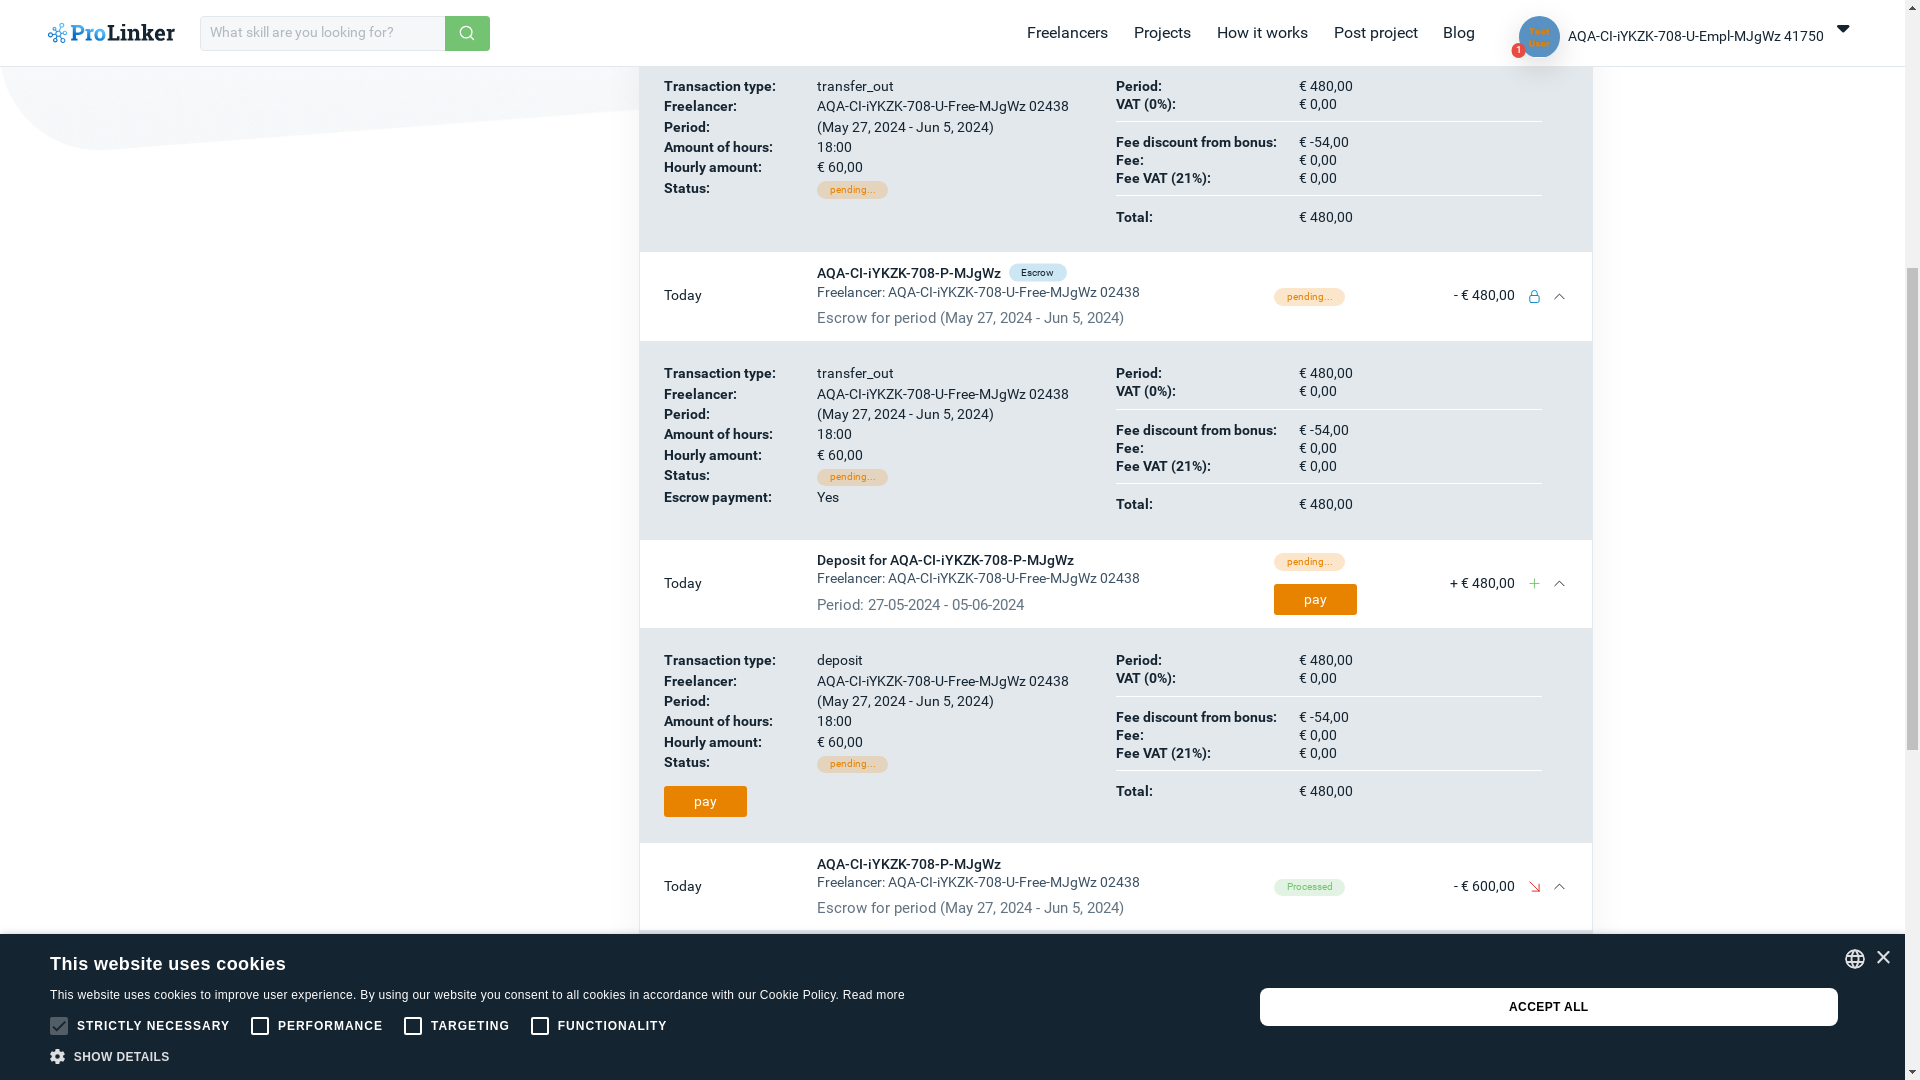 ProLinker
What skill are you looking for?
Freelancers
Projects
How it works
Post project
Blog
Test
User
1
AQA-CI-iYKZK-708-U-Empl-MJgWz 41750
Transaction type: transfer_out
Freelancer: AQA-CI-iYKZK-708-U-Free-MJgWz 02438
Period: (May 27, 2024 - Jun 5, 2024)
Amount of hours: 18:00
Hourly amount: € 60,00
Status: pending...
Period: € 480,00
VAT (0%): € 0,00
Fee discount from bonus: € -54,00
Fee: € 0,00
Fee VAT (21%): € 0,00
Total: € 480,00
Today
AQA-CI-iYKZK-708-P-MJgWz Escrow
Freelancer: AQA-CI-iYKZK-708-U-Free-MJgWz 02438
Escrow for period (May 27, 2024 - Jun 5, 2024)
pending...
- € 480,00
Transaction type: transfer_out
Freelancer: AQA-CI-iYKZK-708-U-Free-MJgWz 02438
Period: (May 27, 2024 - Jun 5, 2024)
Amount of hours: 18:00
Hourly amount: € 60,00
Status: pending...
Escrow payment: Yes
Period: € 480,00
VAT (0%): € 0,00
Fee discount from bonus: € -54,00
Fee: € 0,00
Fee VAT (21%): € 0,00
Total: € 480,00
Today
Deposit for AQA-CI-iYKZK-708-P-MJgWz
Freelancer: AQA-CI-iYKZK-708-U-Free-MJgWz 02438
Period: 27-05-2024 - 05-06-2024
pending...
pay
+ € 480,00
Transaction type: deposit
Freelancer: AQA-CI-iYKZK-708-U-Free-MJgWz 02438
Period: (May 27, 2024 - Jun 5, 2024)
Amount of hours: 18:00
Hourly amount: € 60,00
Status: pending...
pay
Period: € 480,00
VAT (0%): € 0,00
Fee discount from bonus: € -54,00
Fee: € 0,00
Fee VAT (21%): € 0,00
Total: € 480,00
Today
AQA-CI-iYKZK-708-P-MJgWz
Freelancer: AQA-CI-iYKZK-708-U-Free-MJgWz 02438
Escrow for period (May 27, 2024 - Jun 5, 2024)
Processed
- € 600,00
This website uses cookies
This website uses cookies to improve user experience. By using our website you consent to all cookies in accordance with our Cookie Policy. Read more
STRICTLY NECESSARY
PERFORMANCE
TARGETING
FUNCTIONALITY
SHOW DETAILS
ACCEPT ALL